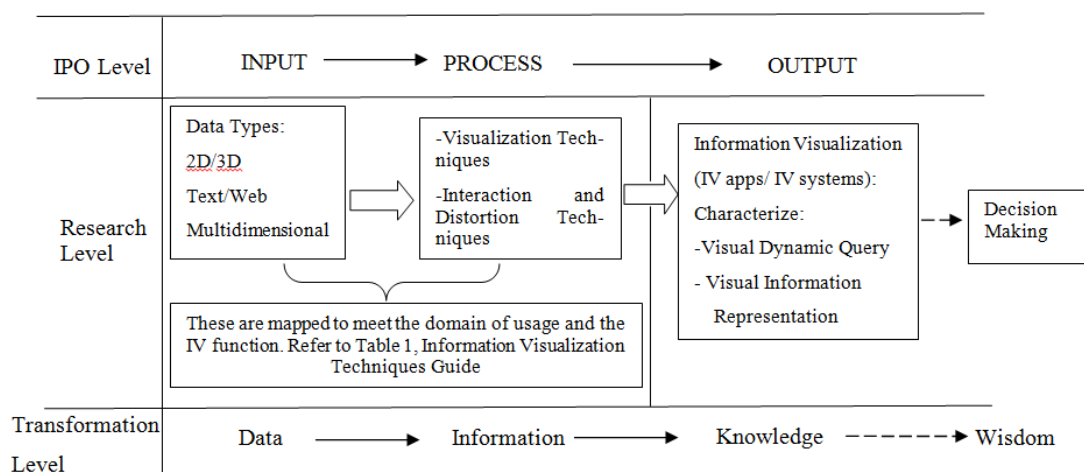 IPO Level
INPUT
PROCESS
OUTPUT
Research
Level
Data Types:
2D/3D
Text/Web
Multidimensional
-Visualization Tech-
niques
-Interaction and
Distortion Tech-
niques
These are mapped to meet the domain of usage and the
IV function. Refer to Table 1, Information Visualization
Techniques Guide
Information Visualization
(IV apps/ IV systems):
Characterize:
-Visual Dynamic Query
- Visual Information
Representation
Decision
Making
Transformation
Level
Data
Information
Knowledge
Wisdom